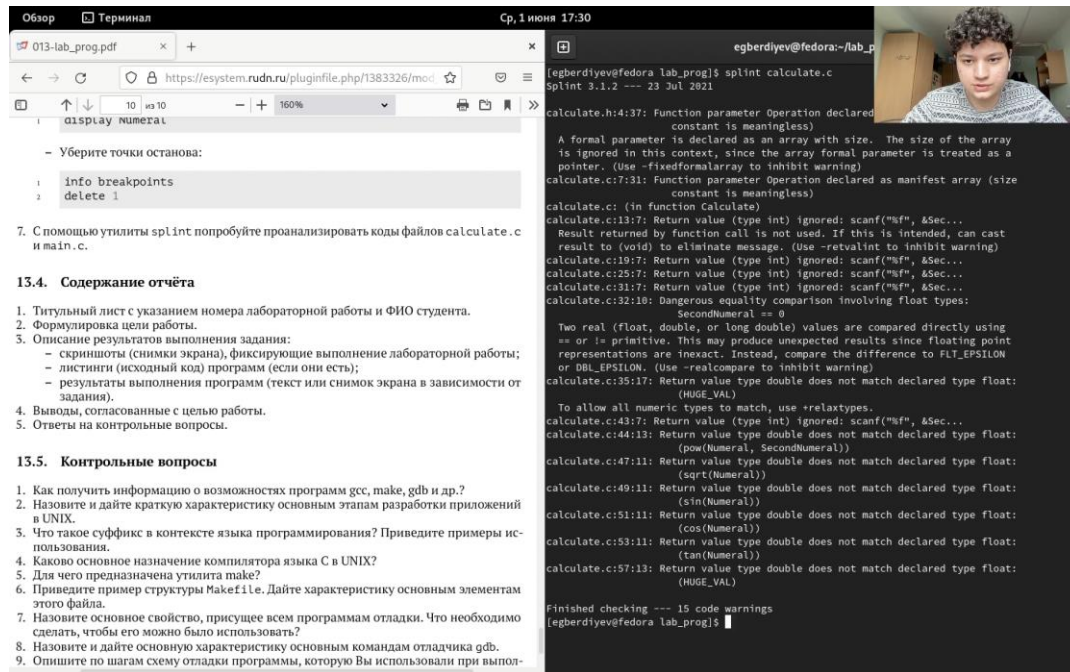 Обзор
Терминал
Ср, 1 июня 17:30
013-lab_prog.pdf
https://esystem.rudn.ru/pluginfile.php/1383326/mod
10 из 10
160%
display Numeral
– Уберите точки останова:
1 info breakpoints
2 delete 1
7. С помощью утилиты splint попробуйте проанализировать коды файлов calculate.c
и main.c.
13.4. Содержание отчёта
1. Титульный лист с указанием номера лабораторной работы и ФИО студента.
2. Формулировка цели работы.
3. Описание результатов выполнения задания:
– скриншоты (снимки экрана), фиксирующие выполнение лабораторной работы;
– листинги (исходный код) программ (если они есть);
– результаты выполнения программ (текст или снимок экрана в зависимости от
задания).
4. Выводы, согласованные с целью работы.
5. Ответы на контрольные вопросы.
13.5. Контрольные вопросы
1. Как получить информацию о возможностях программ gcc, make, gdb и др.?
2. Назовите и дайте краткую характеристику основным этапам разработки приложений
в UNIX.
3. Что такое суффикс в контексте языка программирования? Приведите примеры ис-
пользования.
4. Каково основное назначение компилятора языка С в UNIX?
5. Для чего предназначена утилита make?
6. Приведите пример структуры Makefile. Дайте характеристику основным элементам
этого файла.
7. Назовите основное свойство, присущее всем программам отладки. Что необходимо
сделать, чтобы его можно было использовать?
8. Назовите и дайте основную характеристику основным командам отладчика gdb.
9. Опишите по шагам схему отладки программы, которую Вы использовали при выпол-
egberdiyev@fedora:~/lab_p
[egberdiyev@fedora lab_prog]$ splint calculate.c
Splint 3.1.2 --- 23 Jul 2021
calculate.h:4:37: Function parameter Operation declared
constant is meaningless)
A formal parameter is declared as an array with size. The size of the array
is ignored in this context, since the array formal parameter is treated as a
pointer. (Use -fixedformalarray to inhibit warning)
calculate.c:7:31: Function parameter Operation declared as manifest array (size
constant is meaningless)
calculate.c: (in function Calculate)
calculate.c:13:7: Return value (type int) ignored: scanf("%f", &Sec...
Result returned by function call is not used. If this is intended, can cast
result to (void) to eliminate message. (Use -retvalint to inhibit warning)
calculate.c:19:7: Return value (type int) ignored: scanf("%f", &Sec...
calculate.c:25:7: Return value (type int) ignored: scanf("%f", &Sec...
calculate.c:31:7: Return value (type int) ignored: scanf("%f", &Sec...
calculate.c:32:10: Dangerous equality comparison involving float types:
SecondNumeral == 0
Two real (float, double, or long double) values are compared directly using
== or != primitive. This may produce unexpected results since floating point
representations are inexact. Instead, compare the difference to FLT_EPSILON
or DBL_EPSILON. (Use -realcompare to inhibit warning)
calculate.c:35:17: Return value type double does not match declared type float:
(HUGE_VAL)
To allow all numeric types to match, use +relaxtypes.
calculate.c:43:7: Return value (type int) ignored: scanf("%f", &Sec...
calculate.c:44:13: Return value type double does not match declared type float:
(pow(Numeral, SecondNumeral))
calculate.c:47:11: Return value type double does not match declared type float:
(sqrt(Numeral))
calculate.c:49:11: Return value type double does not match declared type float:
(sin(Numeral))
calculate.c:51:11: Return value type double does not match declared type float:
(cos(Numeral))
calculate.c:53:11: Return value type double does not match declared type float:
(tan(Numeral))
calculate.c:57:13: Return value type double does not match declared type float:
(HUGE_VAL)
Finished checking --- 15 code warnings
[egberdiyev@fedora lab_prog]$